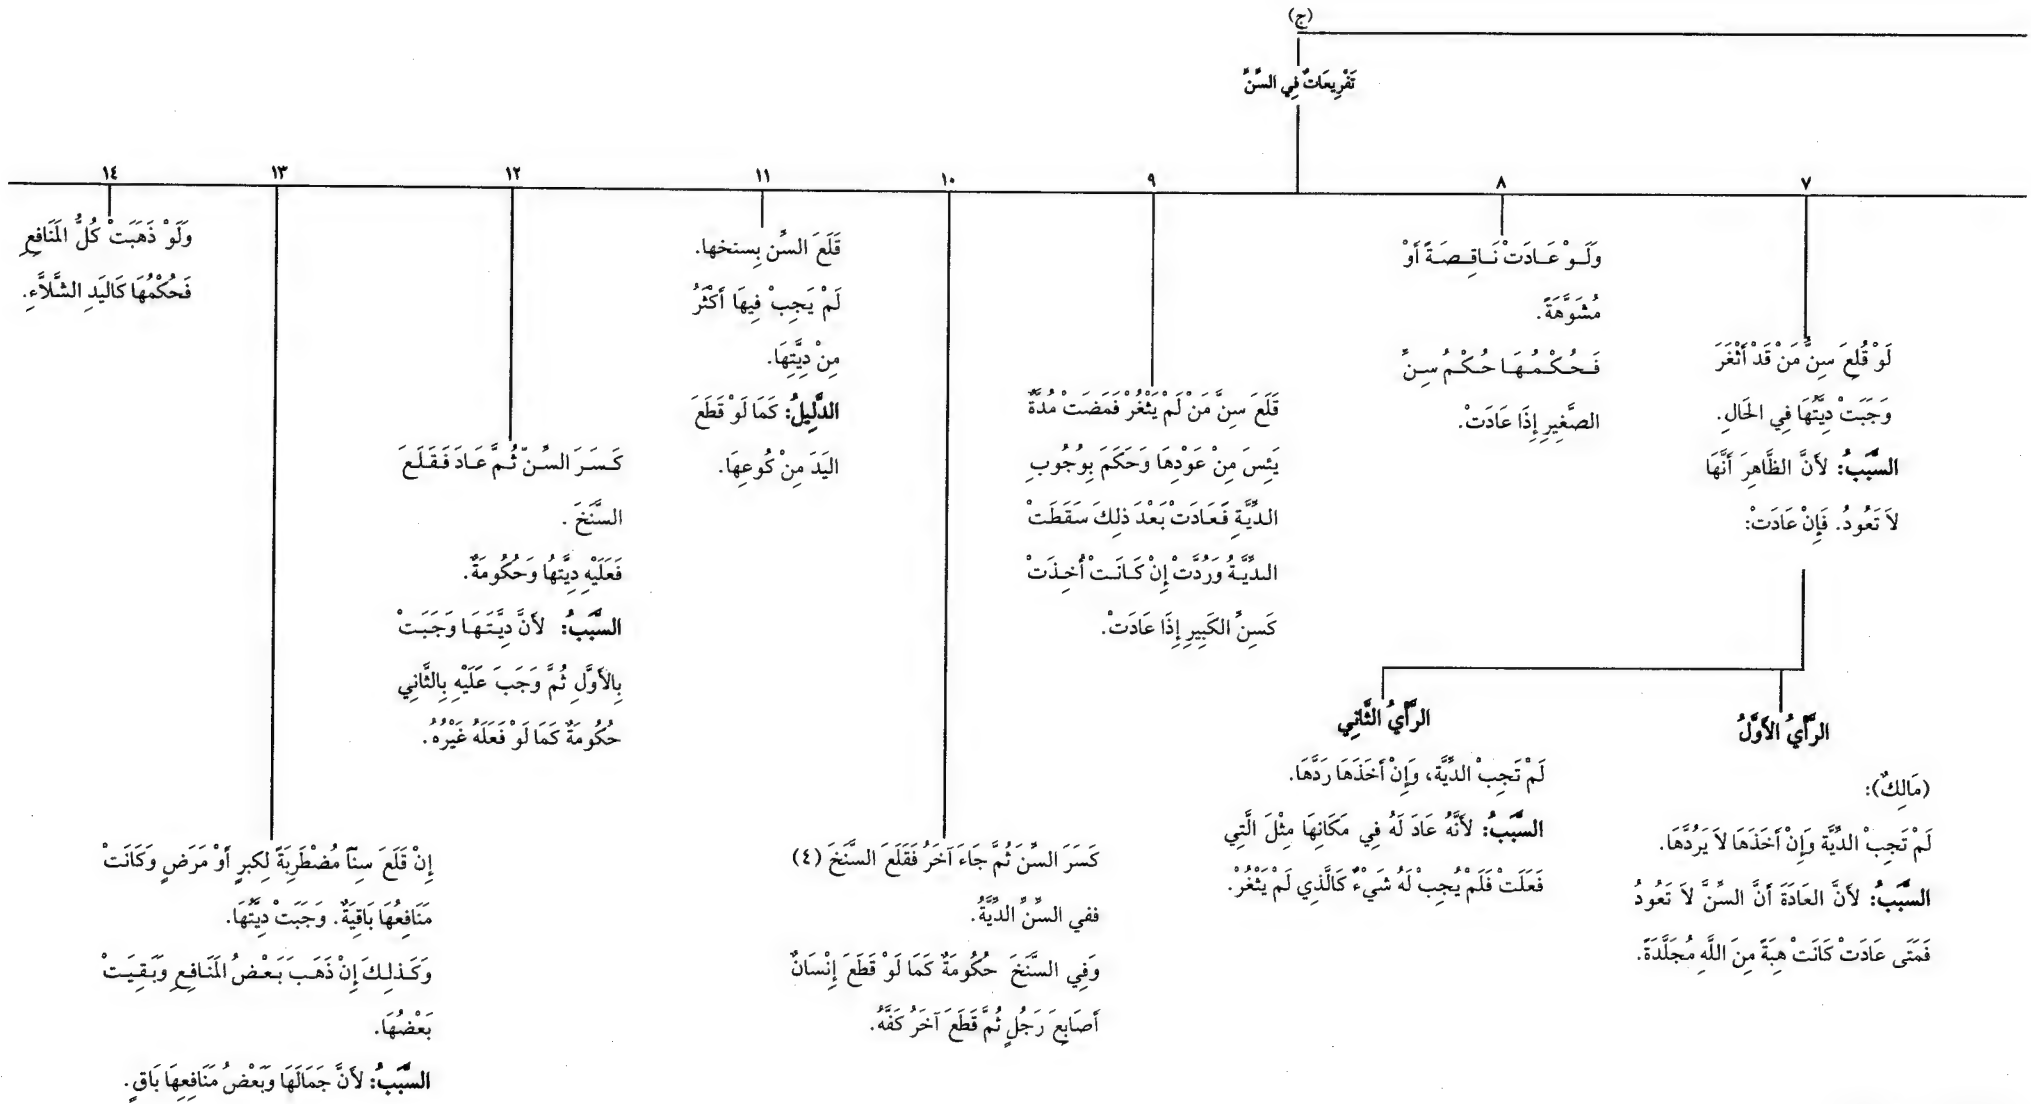 (ج)
تَفْرِيعَاتٌ فِي السِّنِّ
٧
لَوْ قُلِعَ سِنُّ مَنْ قَدْ أَثْغَرَ
وَجَبَتْ دِيَّتُهَا فِي الحَالِ.
السَّبَبُ: لأَنَّ الظَّاهِرَ أَنَّهَا
لاَ تَعُودُ. فَإِنْ عَادَتْ:
الرَّأْيُ الأَوَّلُ
(مَالِكٌ):
لَمْ تَجِبْ الدِّيَّة وَإِنْ أَخَذَهَا لاَ يَرُدَّهَا.
السَّبَبُ: لأَنَّ العَادَةَ أَنَّ السِّنَّ لاَ تَعُودُ
فَمَتَى عَادَتْ كَانَتْ هِبَةً مِنَ اللَّهِ مُجَلَّدَةً.
الرَّأْيُ الثَّانِي
لَمْ تَجِبْ الدِّيَّة، وَإِنْ أَخَذَهَا رَدَّهَا.
السَّبَبُ: لأَنَّهُ عَادَ لَهُ فِي مَكَانِهَا مِثْلَ الَّتِي
فَعَلَتْ فَلَمْ يُجِبْ لَهُ شَيْءٌ كَالَّذِي لَمْ يَثْغُرْ.
٨
وَلَوْ عَادَتْ نَاقِصَةً أَوْ
مُشَوَّهَةً.
فَحُكْمُهَا حُكْمُ سِنِّ
الصَّغِيرِ إِذَا عَادَتْ.
٩
قَلَعَ سِنَّ مَنْ لَمْ يَثْغُرْ فَمَضَتْ مُدَّةٌ
يَئِسَ مِنْ عَوْدِهَا وَحَكَمَ بِوُجُوبِ
الدِّيَّةِ فَعَادَتْ بَعْدَ ذلِكَ سَقَطَتْ
الدِّيَّةُ وَرُدَّتْ إِنْ كَانَتْ أُخِذَتْ
كَسِنِّ الكَبِيرِ إِذَا عَادَتْ.
١٠
كَسَرَ السِّنَ ثُمَّ جَاءَ آخَرُ فَقَلَعَ السَّنَخَ (٤)
ففي السِّنِّ الدِّيَّةُ.
وَفِي السَّنَخَ حُكُومَةٌ كَمَا لَوْ قَطَعَ إِنْسَانٌ
أَصَابِعَ رَجُلٍ ثُمَّ قَطَعَ آخَرُ كَفَّهُ.
١١
قَلَعَ السِّن بِسنخها.
لَمْ يَجِبْ فِيهَا أَكْثَرُ
مِنْ دِيَّتِهَا.
الدَّلِيلُ: كَمَا لَوْ قَطَعَ
اليَدَ مِنْ كُوعِهَا.
١٢
كَسَرَ السِّنّ ثُمَّ عَادَ فَقَلَعَ
السَّنَخَ .
فَعَلَيْهِ دِيَّتهَا وَحُكُومَةٌ.
السَّبَبُ: لأَنَّ دِيَّتَهَا وَجَبَتْ
بِالأَوَّلِ ثُمَّ وَجَبَ عَلَيْهِ بِالثَّانِي
حُكُومَةٌ كَمَا لَوْ فَعَلَهُ غَيْرُهُ.
١٣
إِنْ قَلَعَ سِنّاً مُضْطَرِبَةً لِكِبرٍ أَوْ مَرَضٍ وَكَانَتْ
مَنَافِعُهَا بَاقِيَةٌ. وَجَبَتْ دِيَّتُهَا.
وَكَذلِكَ إِنْ ذَهَبَ بَعْضُ المَنَافِعِ وَبَقِيَتْ
بَعْضُهَا.
السَّبَبُ: لأَنَّ جَمَالَهَا وَبَعْضُ مَنَافِعِهَا بَاقٍ.
١٤
وَلَوْ ذَهَبَتْ كُلُّ المَنَافِعِ
فَحُكْمُهَا كَاليَدِ الشَّلاَّءِ.